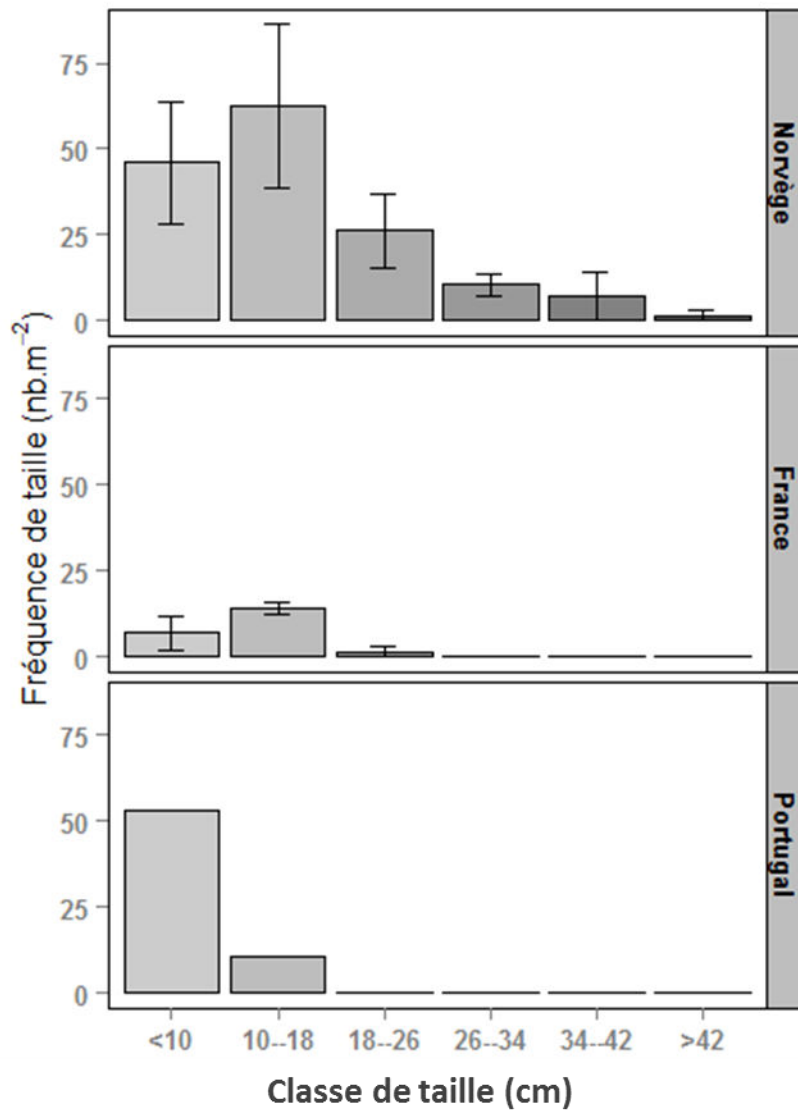 Fréquence de taille (nb.m⁻²)
75
50
25
0
Norvège
75
50
25
0
France
75
50
25
0
Portugal
<10 10--18 18--26 26--34 34--42 >42
Classe de taille (cm)